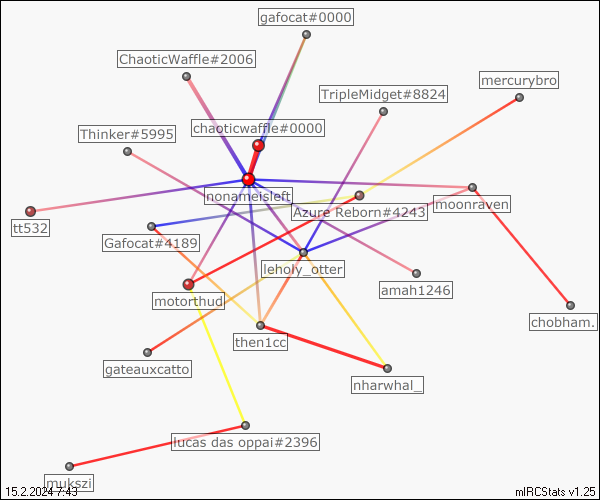 gafocat#0000
ChaoticWaffle#2006
mercurybro
TripleMidget#8824
chaoticwaffle#0000
Thinker#5995
nonameisleft
moonraven
Azure Reborn#4243
tt532
Gafocat#4189
leholy_otter
amah1246
motorthud
chobham.
then1cc
gateauxcatto
nharwhal_
lucas das oppai#2396
mukszi
15.2.2024 7:43
mIRCStats v1.25